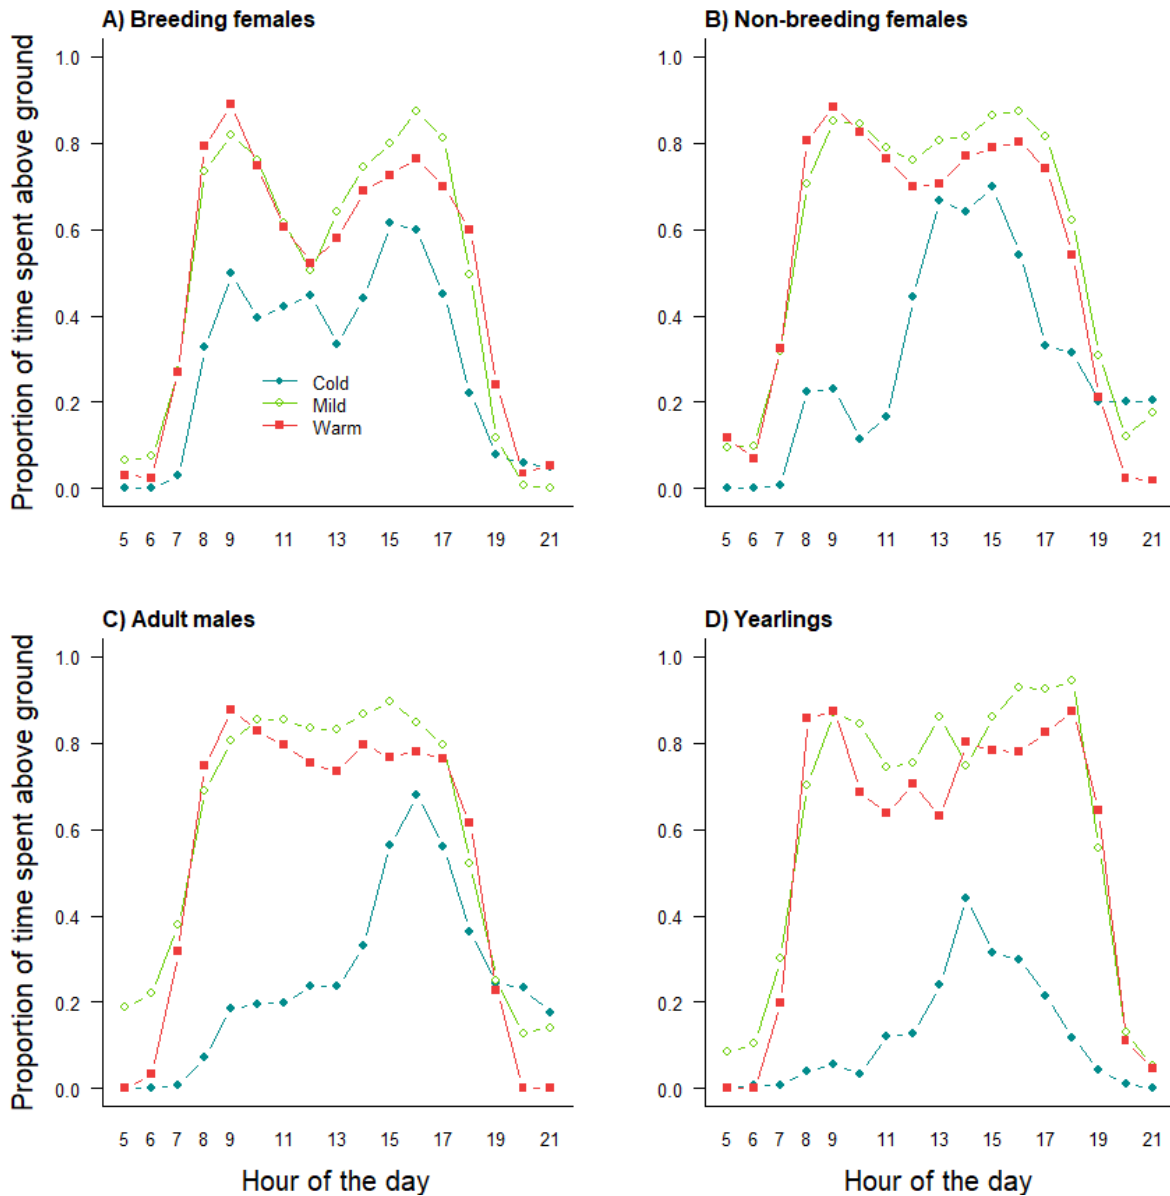 A) Breeding females
Proportion of time spent above ground
1.0
0.8
0.6
0.4
0.2
0.0
Cold
Mild
Warm
5 6 7 8 9 11 13 15 17 19 21
B) Non-breeding females
1.0
0.8
0.6
0.4
0.2
0.0
5 6 7 8 9 11 13 15 17 19 21
C) Adult males
Proportion of time spent above ground
1.0
0.8
0.6
0.4
0.2
0.0
5 6 7 8 9 11 13 15 17 19 21
Hour of the day
D) Yearlings
1.0
0.8
0.6
0.4
0.2
0.0
5 6 7 8 9 11 13 15 17 19 21
Hour of the day